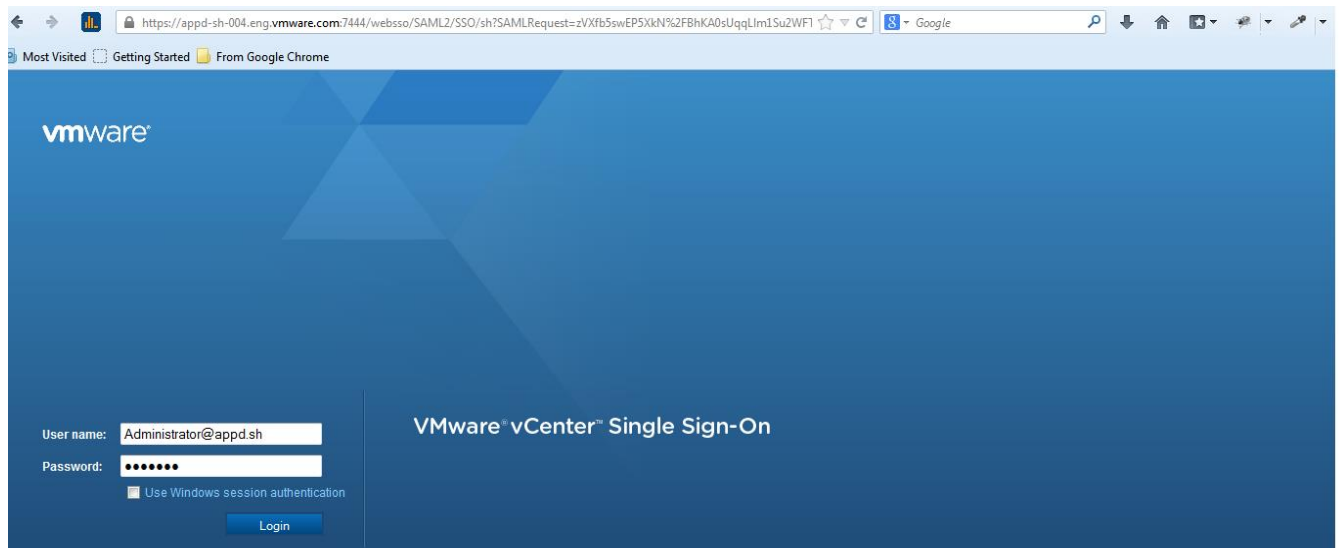 https://appd-sh-004.eng.vmware.com:7444/websso/SAML2/SSO/sh?SAMLRequest=zVXfb5swEP5XkN%2FBhKA0sUqqLIm1Su2WF1
8 Google
Most Visited Getting Started From Google Chrome
vmware®
User name: Administrator@appd.sh
VMware® vCenter™ Single Sign-On
Password: •••••••
Use Windows session authentication
Login